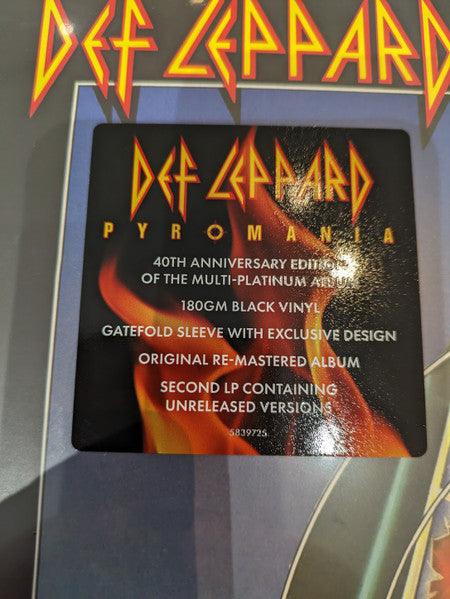 DEF LEPPARD
DEF LEPPARD
PYROMANIA
40TH ANNIVERSARY EDITION
OF THE MULTI-PLATINUM ALBUM
180GM BLACK VINYL
GATEFOLD SLEEVE WITH EXCLUSIVE DESIGN
ORIGINAL RE-MASTERED ALBUM
SECOND LP CONTAINING
UNRELEASED VERSIONS
5839725